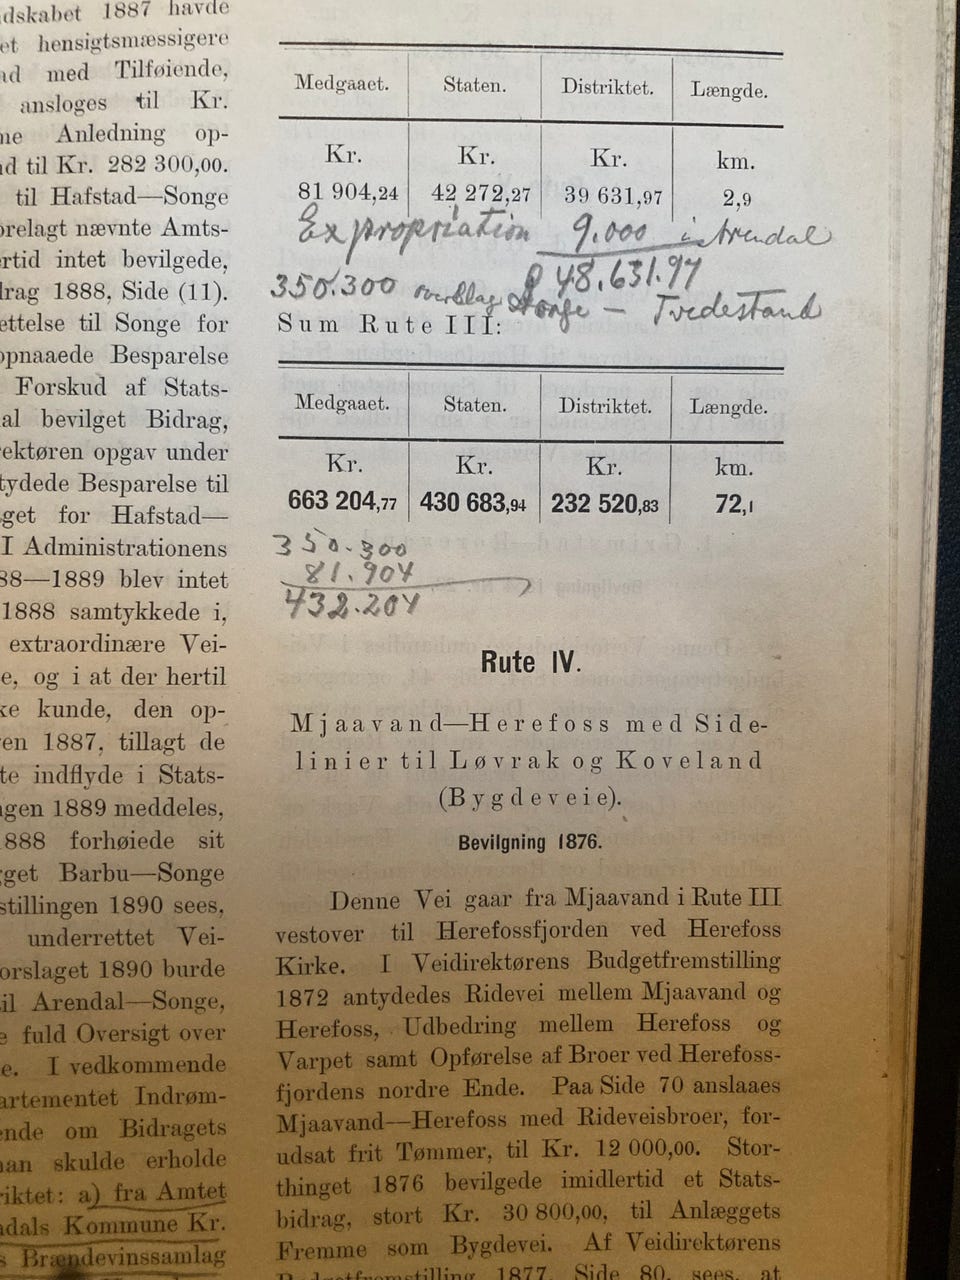 dskabet 1887 havde
et hensigtsmæssigere
med Tilføiende,
ansloges til Kr.
Anledning op-
til Kr. 282 300,00.
til Hafstad—Songe
nævnte Amts-
intet bevilgede,
drag 1888, Side (11).
ettelse til Songe for
opnaaede Besparelse
Forskud af Stats-
al bevilget Bidrag,
ektøren opgav under
tydede Besparelse til
get for Hafstad—
I Administrationens
88—1889 blev intet
1888 samtykkede i,
extraordinære Vei-
e, og i at der hertil
ke kunde, den op-
en 1887, tillagt de
te indflyde i Stats-
gen 1889 meddeles,
888 forhøiede sit
gget Barbu—Songe
stillingen 1890 sees,
underrettet Vei-
orslaget 1890 burde
il Arendal—Songe,
e fuld Oversigt over
e. I vedkommende
artementet Indrøm-
ende om Bidragets
man skulde erholde
riktet: a) fra Amtet
dals Kommune Kr.
s Brændevinssamlag
Medgaaet. Staten. Distriktet. Længde.
Kr. Kr. Kr. km.
81 904,24 42 272,27 39 631,97 2,9
Expropriation 9.000 i Arendal
48.631.97
350.300 overslag Songe — Tvedestrand
Sum Rute III:
Medgaaet. Staten. Distriktet. Længde.
Kr. Kr. Kr. km.
663 204,77 430 683,94 232 520,83 72,1
350.300
81.904
432.204
Rute IV.
Mjaavand—Herefoss med Side-
linier til Løvrak og Koveland
(Bygdeveie).
Bevilgning 1876.
Denne Vei gaar fra Mjaavand i Rute III
vestover til Herefossfjorden ved Herefoss
Kirke. I Veidirektørens Budgetfremstilling
1872 antydedes Ridevei mellem Mjaavand og
Herefoss, Udbedring mellem Herefoss og
Varpet samt Opførelse af Broer ved Herefoss-
fjordens nordre Ende. Paa Side 70 anslaaes
Mjaavand—Herefoss med Rideveisbroer, for-
udsat frit Tømmer, til Kr. 12 000,00. Stor-
thinget 1876 bevilgede imidlertid et Stats-
bidrag, stort Kr. 30 800,00, til Anlæggets
Fremme som Bygdevei. Af Veidirektørens
Budgetfremstilling 1877, Side 80, sees, at